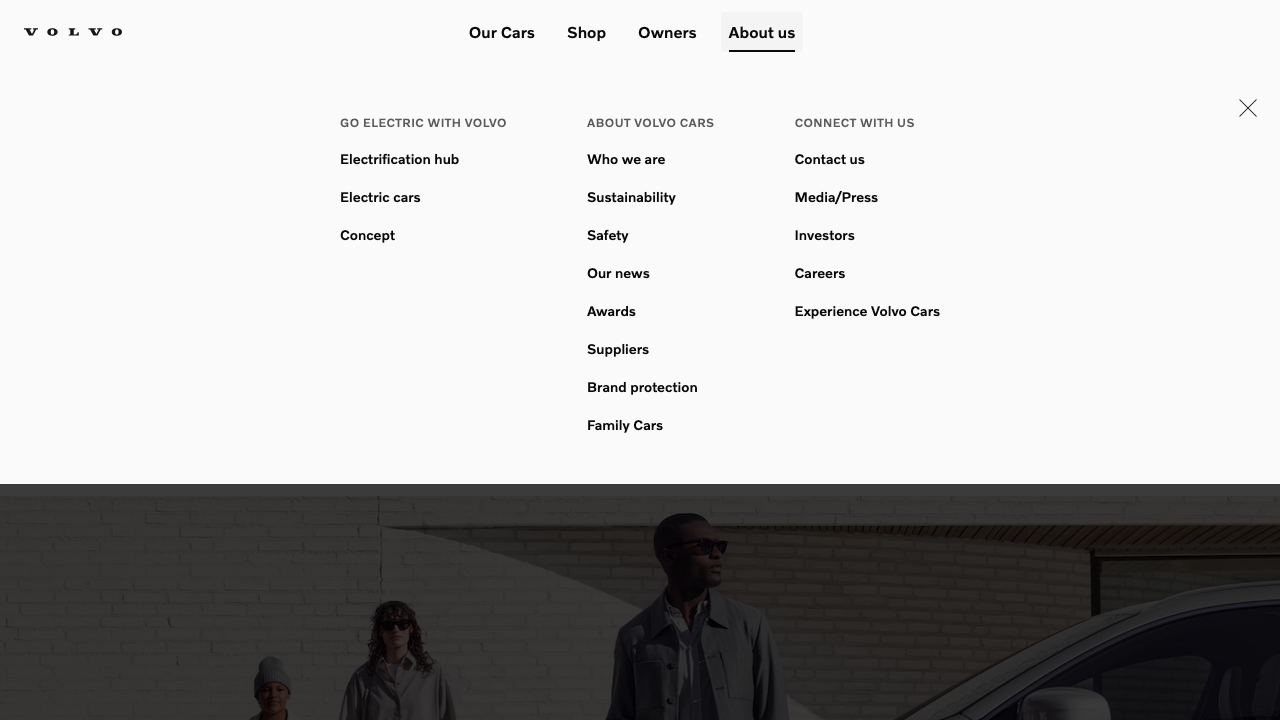 VOLVO
Our Cars
Shop
Owners
About us
GO ELECTRIC WITH VOLVO
Electrification hub
Electric cars
Concept
ABOUT VOLVO CARS
Who we are
Sustainability
Safety
Our news
Awards
Suppliers
Brand protection
Family Cars
CONNECT WITH US
Contact us
Media/Press
Investors
Careers
Experience Volvo Cars